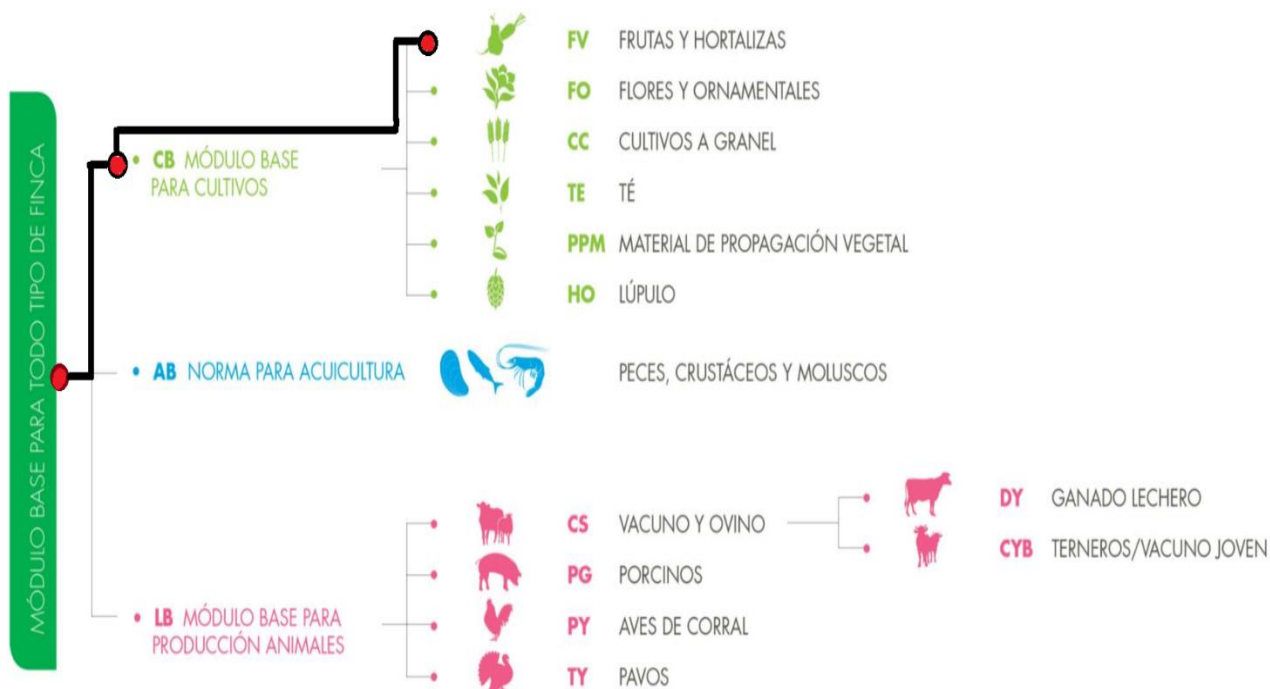 MÓDULO BASE PARA TODO TIPO DE FINCA
• CB MÓDULO BASE
PARA CULTIVOS
FV FRUTAS Y HORTALIZAS
FO FLORES Y ORNAMENTALES
CC CULTIVOS A GRANEL
TE TÉ
PPM MATERIAL DE PROPAGACIÓN VEGETAL
HO LÚPULO
• AB NORMA PARA ACUICULTURA
PECES, CRUSTÁCEOS Y MOLUSCOS
• LB MÓDULO BASE PARA
PRODUCCIÓN ANIMALES
CS VACUNO Y OVINO
DY GANADO LECHERO
CYB TERNEROS/VACUNO JOVEN
PG PORCINOS
PY AVES DE CORRAL
TY PAVOS